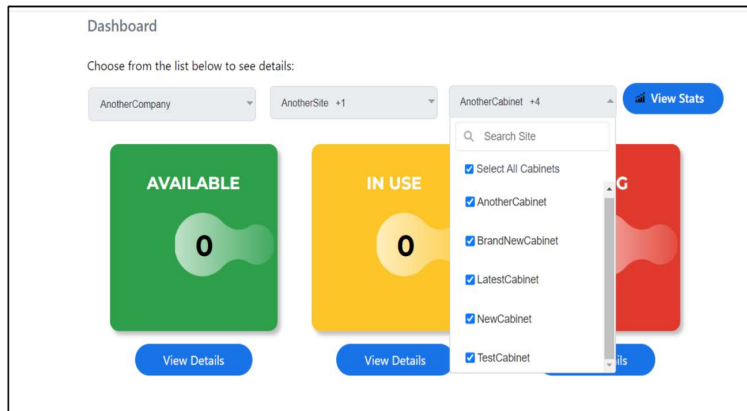 Dashboard
Choose from the list below to see details:
AnotherCompany
AnotherSite +1
AnotherCabinet +4
View Stats
Search Site
Select All Cabinets
AnotherCabinet
BrandNewCabinet
LatestCabinet
NewCabinet
TestCabinet
AVAILABLE
0
View Details
IN USE
0
View Details
G
ils